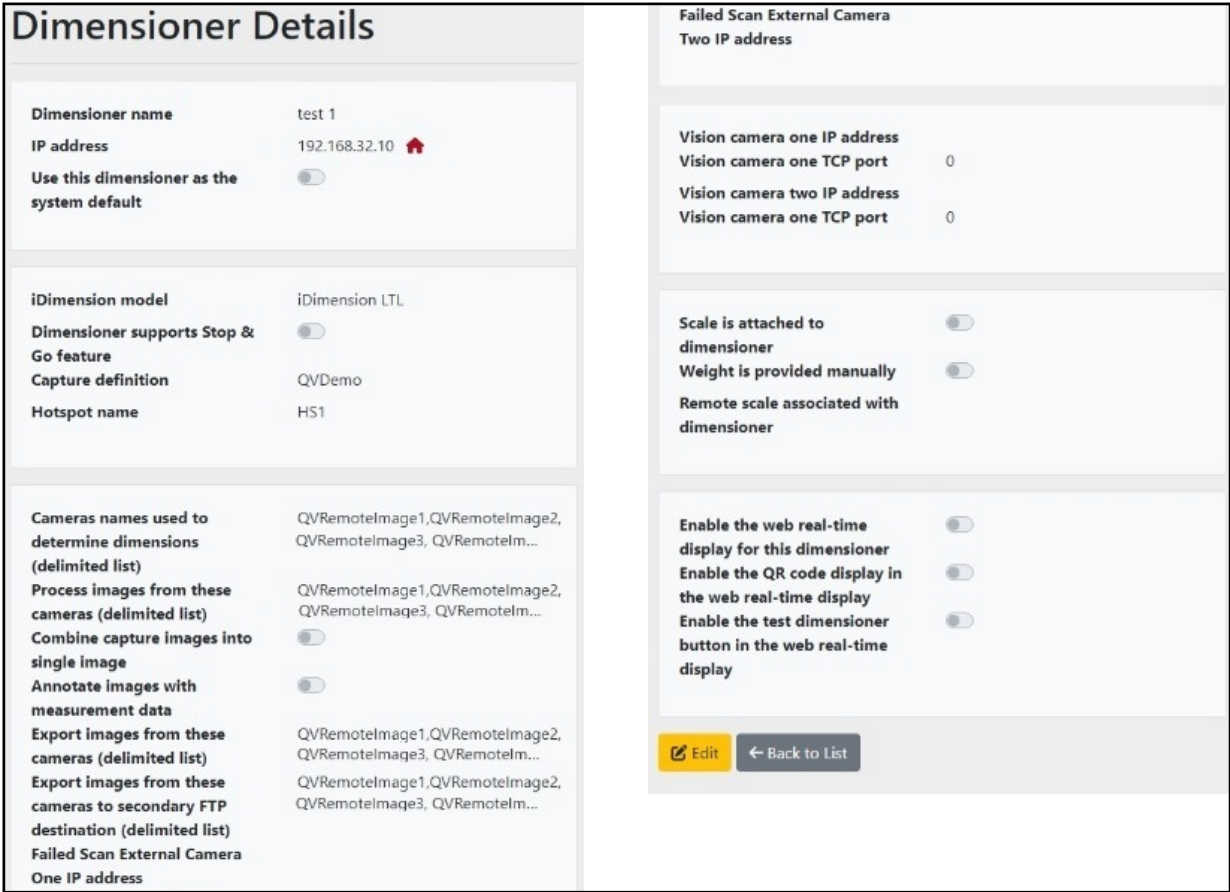 Dimensioner Details
Dimensioner name test 1
IP address 192.168.32.10
Use this dimensioner as the
system default
iDimension model iDimension LTL
Dimensioner supports Stop &
Go feature
Capture definition QVDemo
Hotspot name HS1
Cameras names used to QVRemoteImage1,QVRemoteImage2,
determine dimensions QVRemoteImage3, QVRemoteIm...
(delimited list)
Process images from these QVRemoteImage1,QVRemoteImage2,
cameras (delimited list) QVRemoteImage3, QVRemoteIm...
Combine capture images into
single image
Annotate images with
measurement data
Export images from these QVRemoteImage1,QVRemoteImage2,
cameras (delimited list) QVRemoteImage3, QVRemoteIm...
Export images from these QVRemoteImage1,QVRemoteImage2,
cameras to secondary FTP QVRemoteImage3, QVRemoteIm...
destination (delimited list)
Failed Scan External Camera
One IP address
Failed Scan External Camera
Two IP address
Vision camera one IP address
Vision camera one TCP port 0
Vision camera two IP address
Vision camera one TCP port 0
Scale is attached to
dimensioner
Weight is provided manually
Remote scale associated with
dimensioner
Enable the web real-time
display for this dimensioner
Enable the QR code display in
the web real-time display
Enable the test dimensioner
button in the web real-time
display
Edit
Back to List